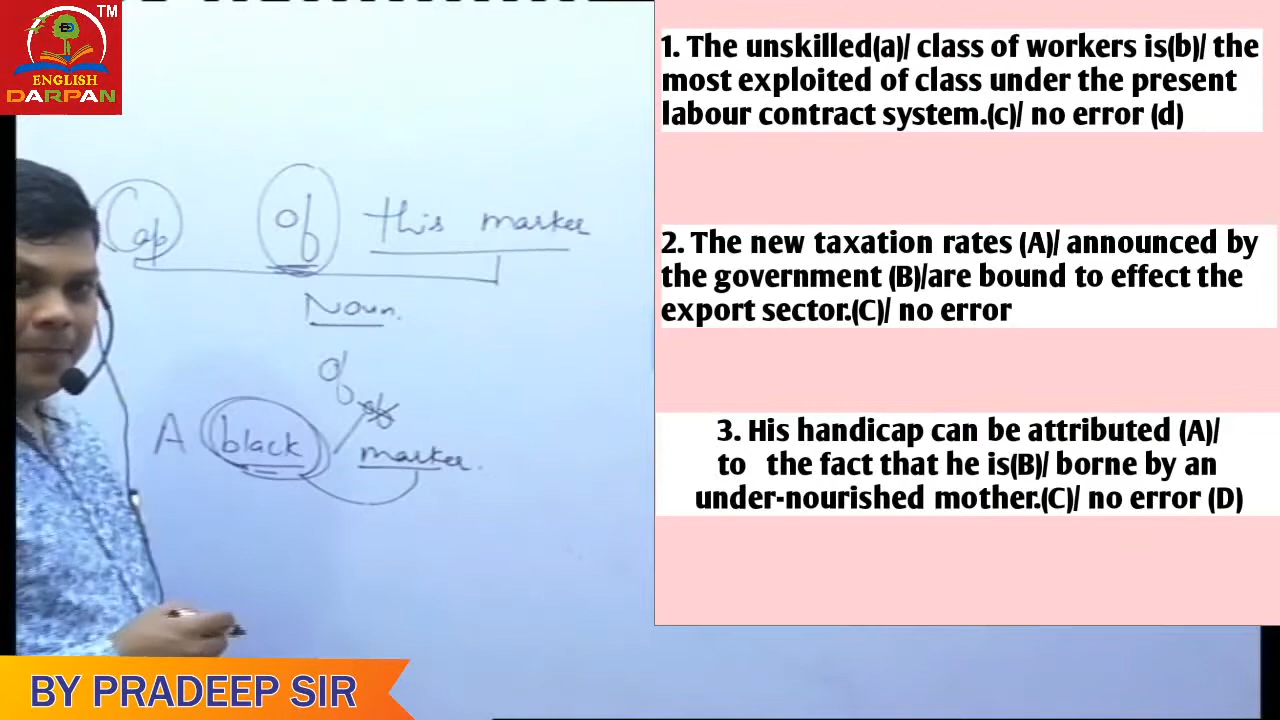 TM
ENGLISH
DARPAN
Cap of this marker
Noun.
of
of
A black marker.
1. The unskilled(a)/ class of workers is(b)/ the
most exploited of class under the present
labour contract system.(c)/ no error (d)
2. The new taxation rates (A)/ announced by
the government (B)/are bound to effect the
export sector.(C)/ no error
3. His handicap can be attributed (A)/
to the fact that he is(B)/ borne by an
under-nourished mother.(C)/ no error (D)
BY PRADEEP SIR